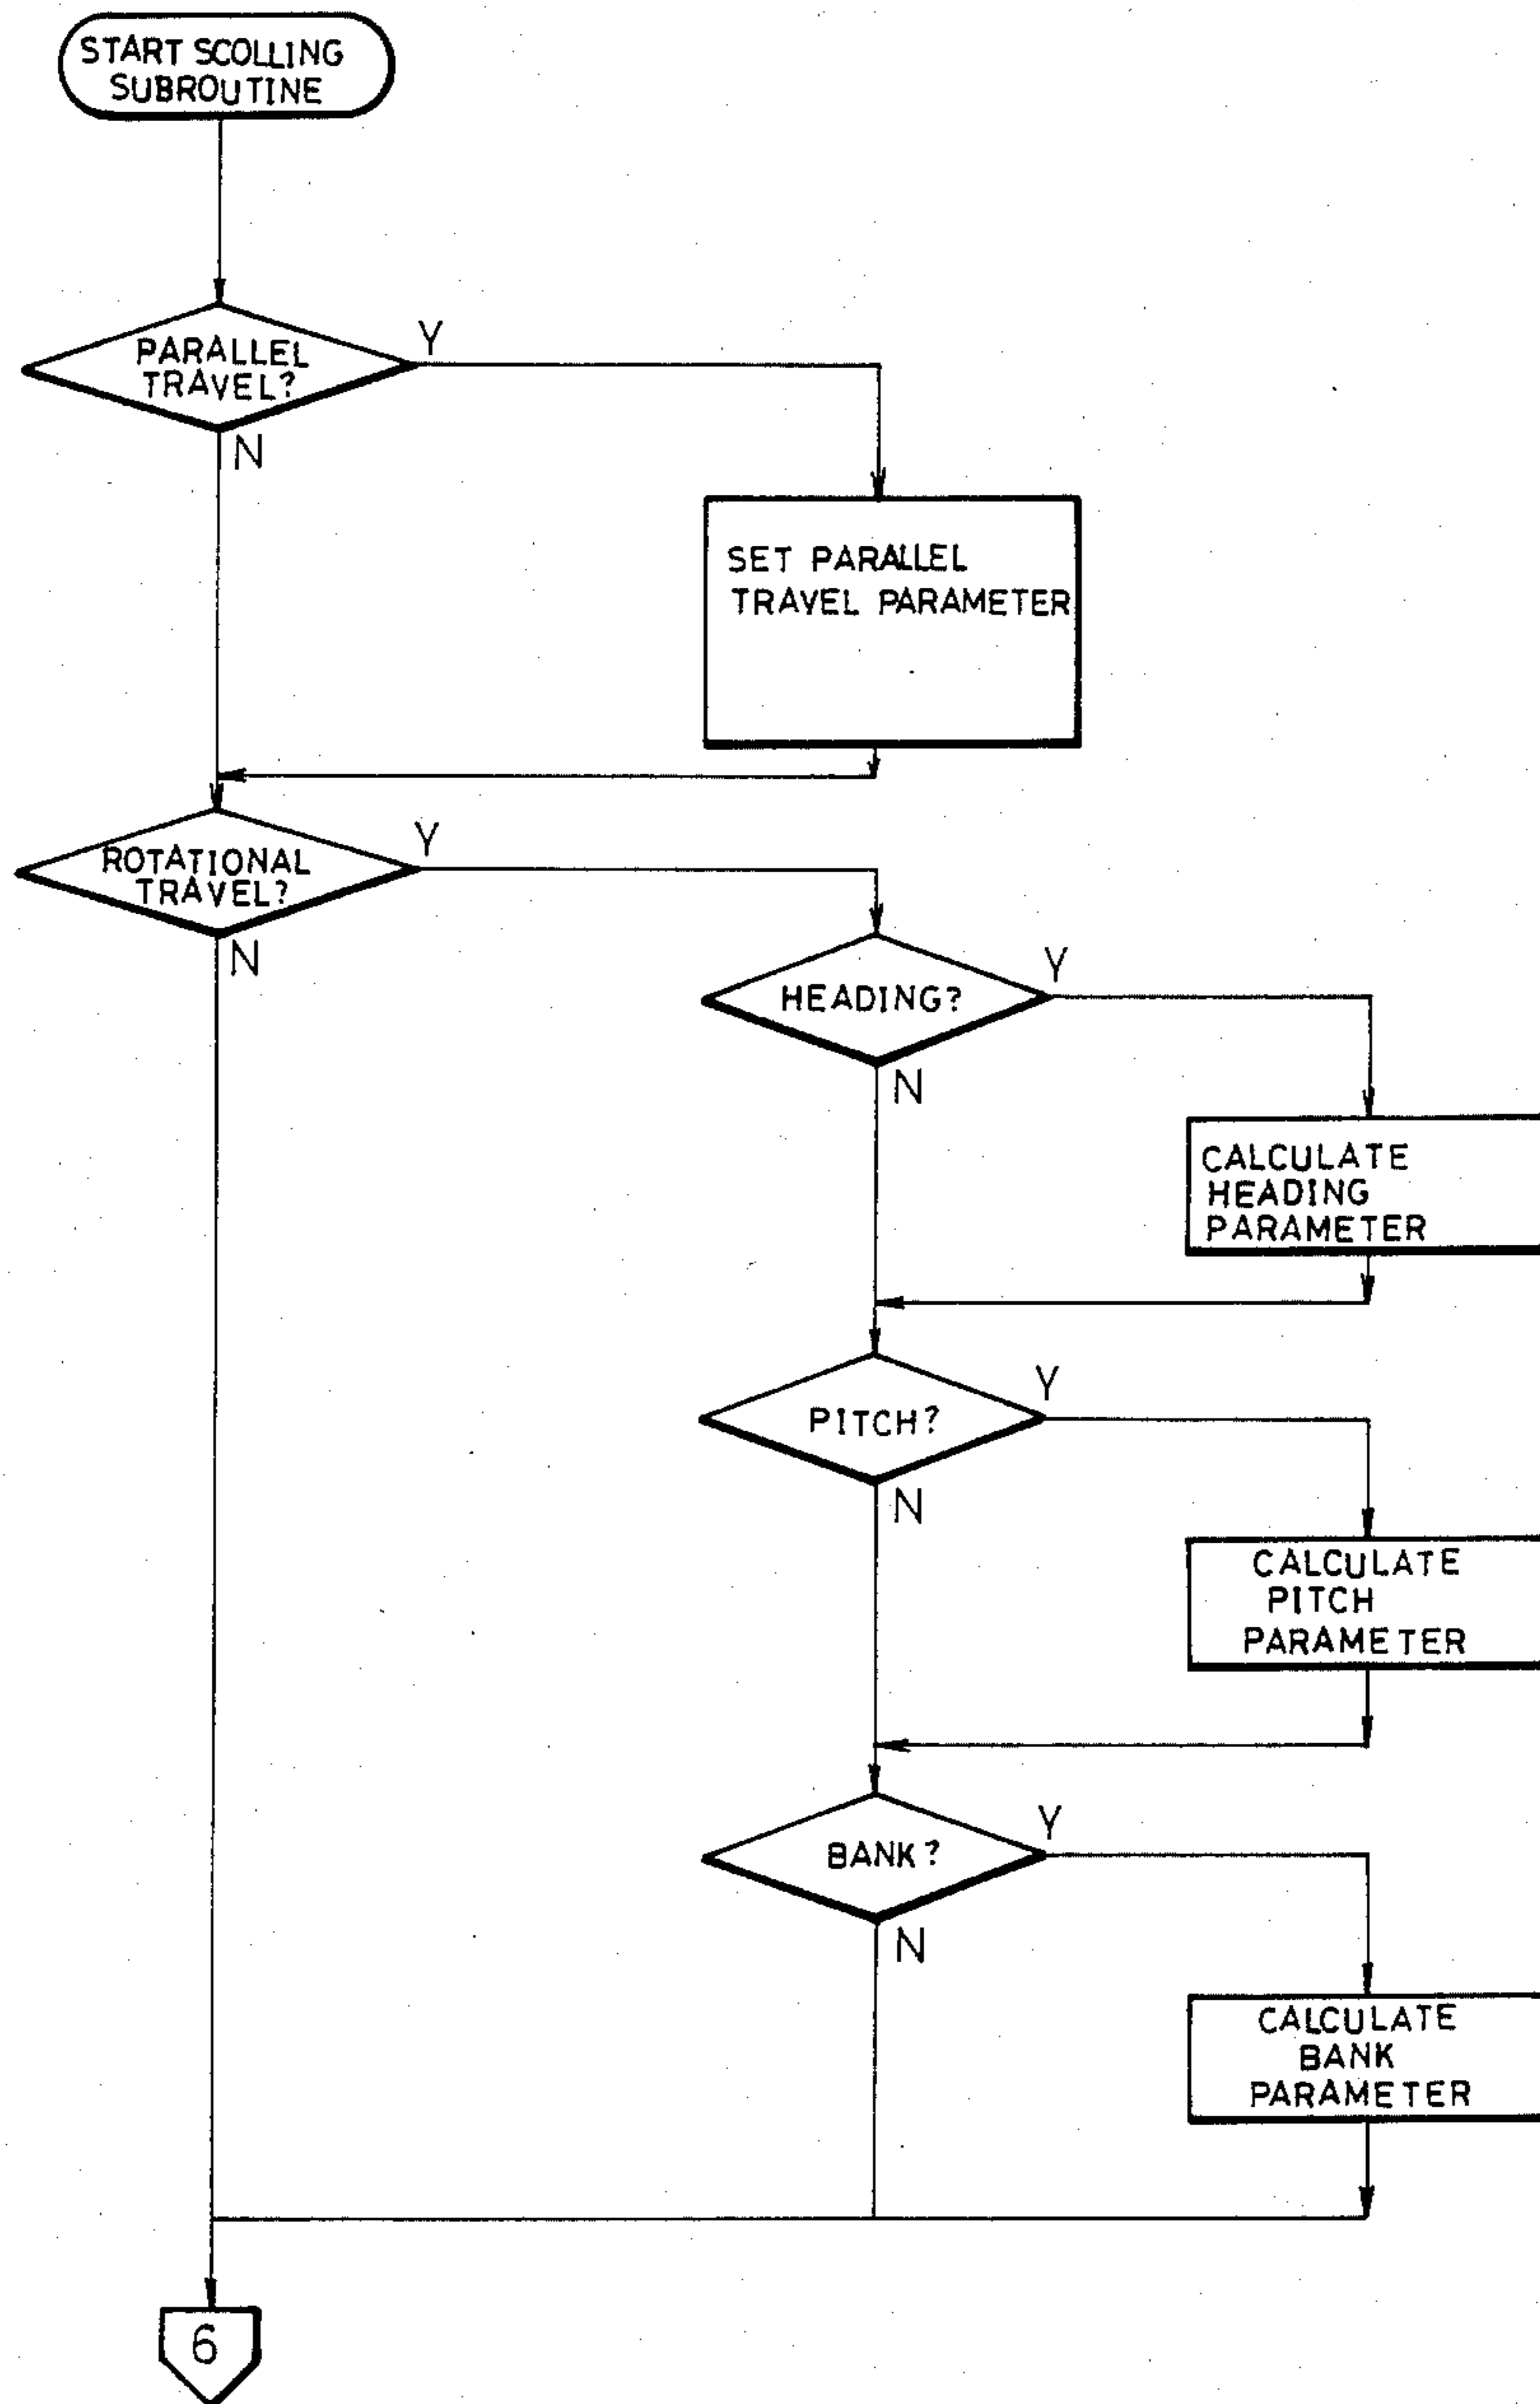 START SCOLLING
SUBROUTINE
PARALLEL
TRAVEL?
Y
N
SET PARALLEL
TRAVEL PARAMETER
ROTATIONAL
TRAVEL?
Y
N
HEADING?
Y
N
CALCULATE
HEADING
PARAMETER
PITCH?
Y
N
CALCULATE
PITCH
PARAMETER
BANK?
Y
N
CALCULATE
BANK
PARAMETER
6